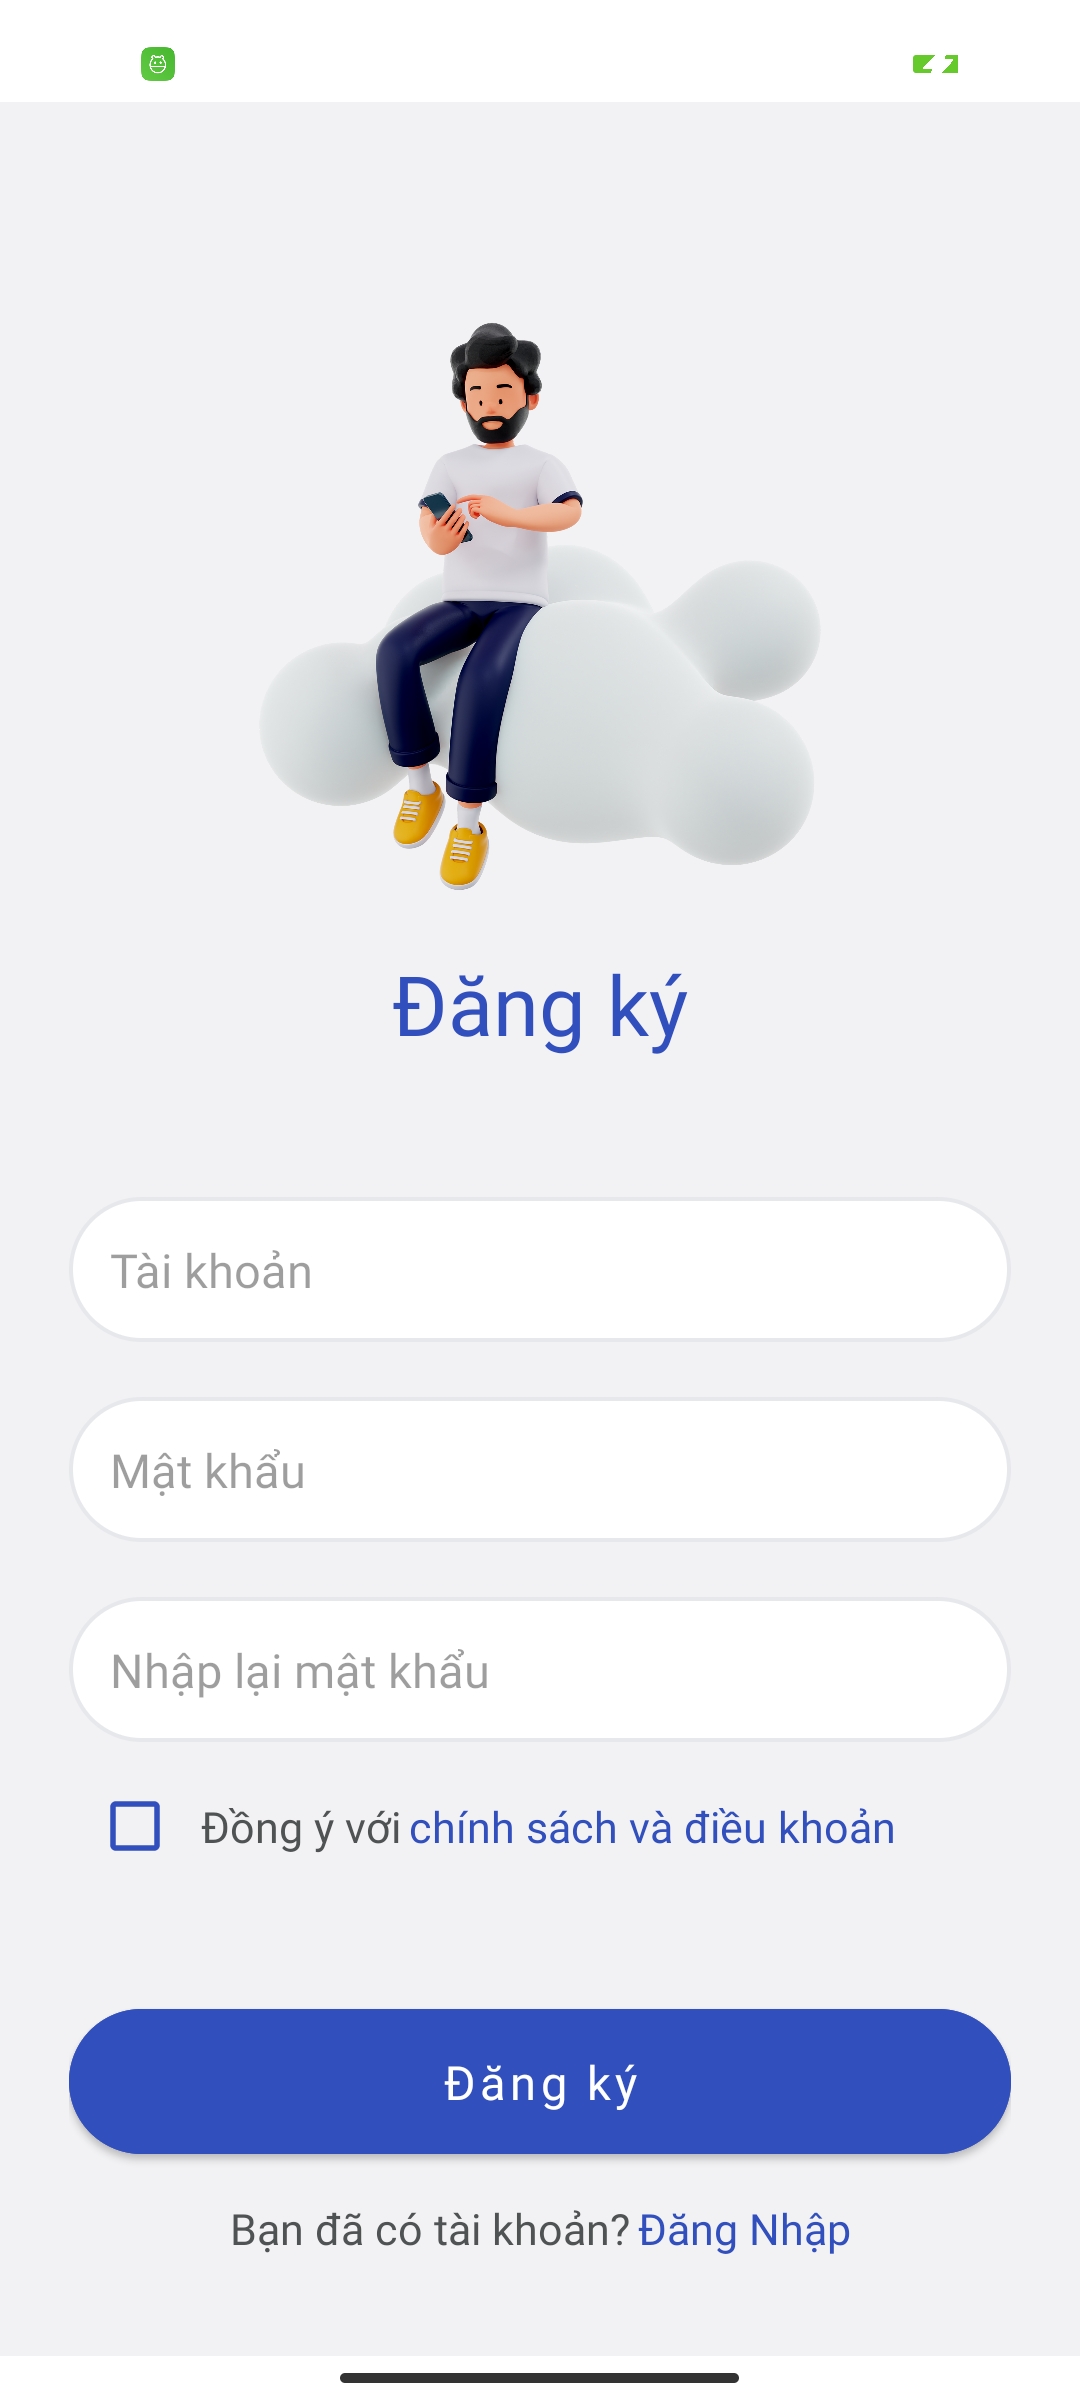 Đăng ký
Tài khoản
Mật khẩu
Nhập lại mật khẩu
Đồng ý với chính sách và điều khoản
Đăng ký
Bạn đã có tài khoản? Đăng Nhập